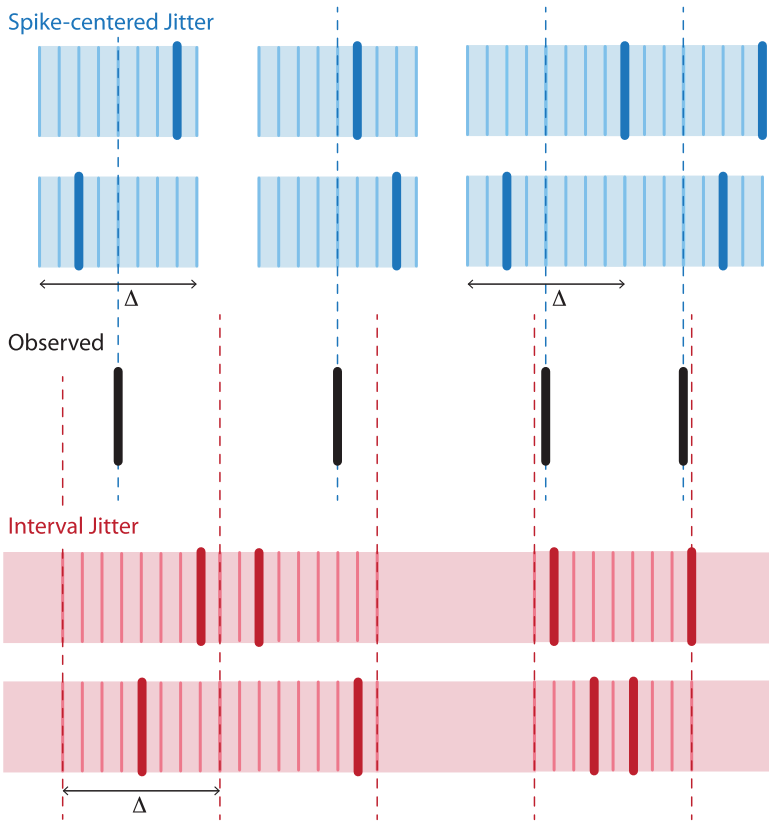 Spike-centered Jitter
Δ
Δ
Observed
Interval Jitter
Δ